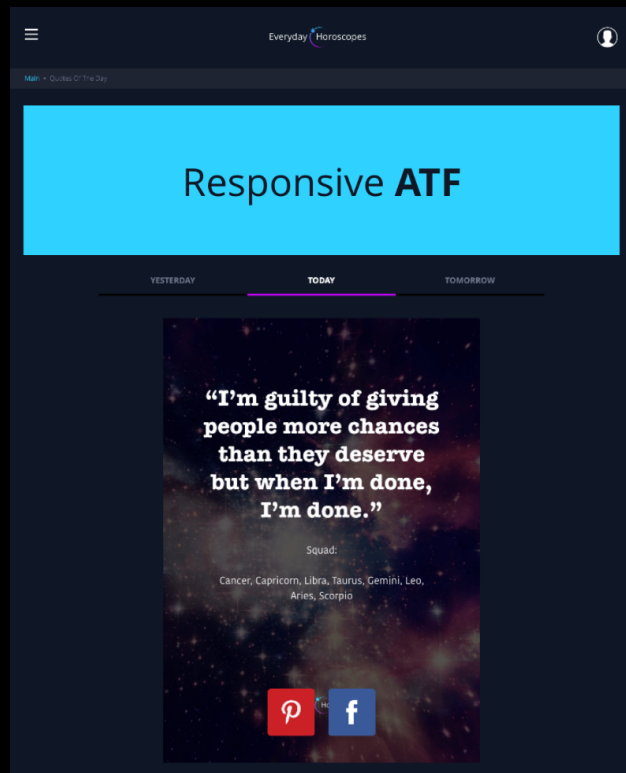 Everyday Horoscopes
Main • Quotes Of The Day
Responsive ATF
YESTERDAY TODAY TOMORROW
“I’m guilty of giving
people more chances
than they deserve
but when I’m done,
I’m done.”
Squad:
Cancer, Capricorn, Libra, Taurus, Gemini, Leo,
Aries, Scorpio